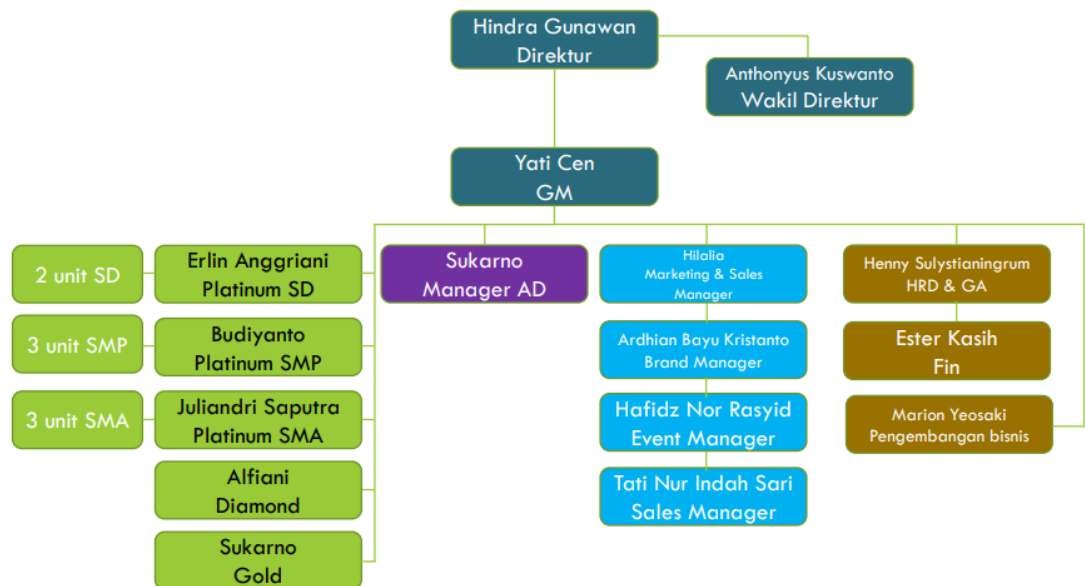 Hindra Gunawan
Direktur
Anthonyus Kuswanto
Wakil Direktur
Yati Cen
GM
2 unit SD
Erlin Anggriani
Platinum SD
3 unit SMP
Budiyanto
Platinum SMP
3 unit SMA
Juliandri Saputra
Platinum SMA
Alfiani
Diamond
Sukarno
Gold
Sukarno
Manager AD
Hilalia
Marketing & Sales
Manager
Ardhian Bayu Kristanto
Brand Manager
Hafidz Nor Rasyid
Event Manager
Tati Nur Indah Sari
Sales Manager
Henny Sulystianingrum
HRD & GA
Ester Kasih
Fin
Marion Yeosaki
Pengembangan bisnis